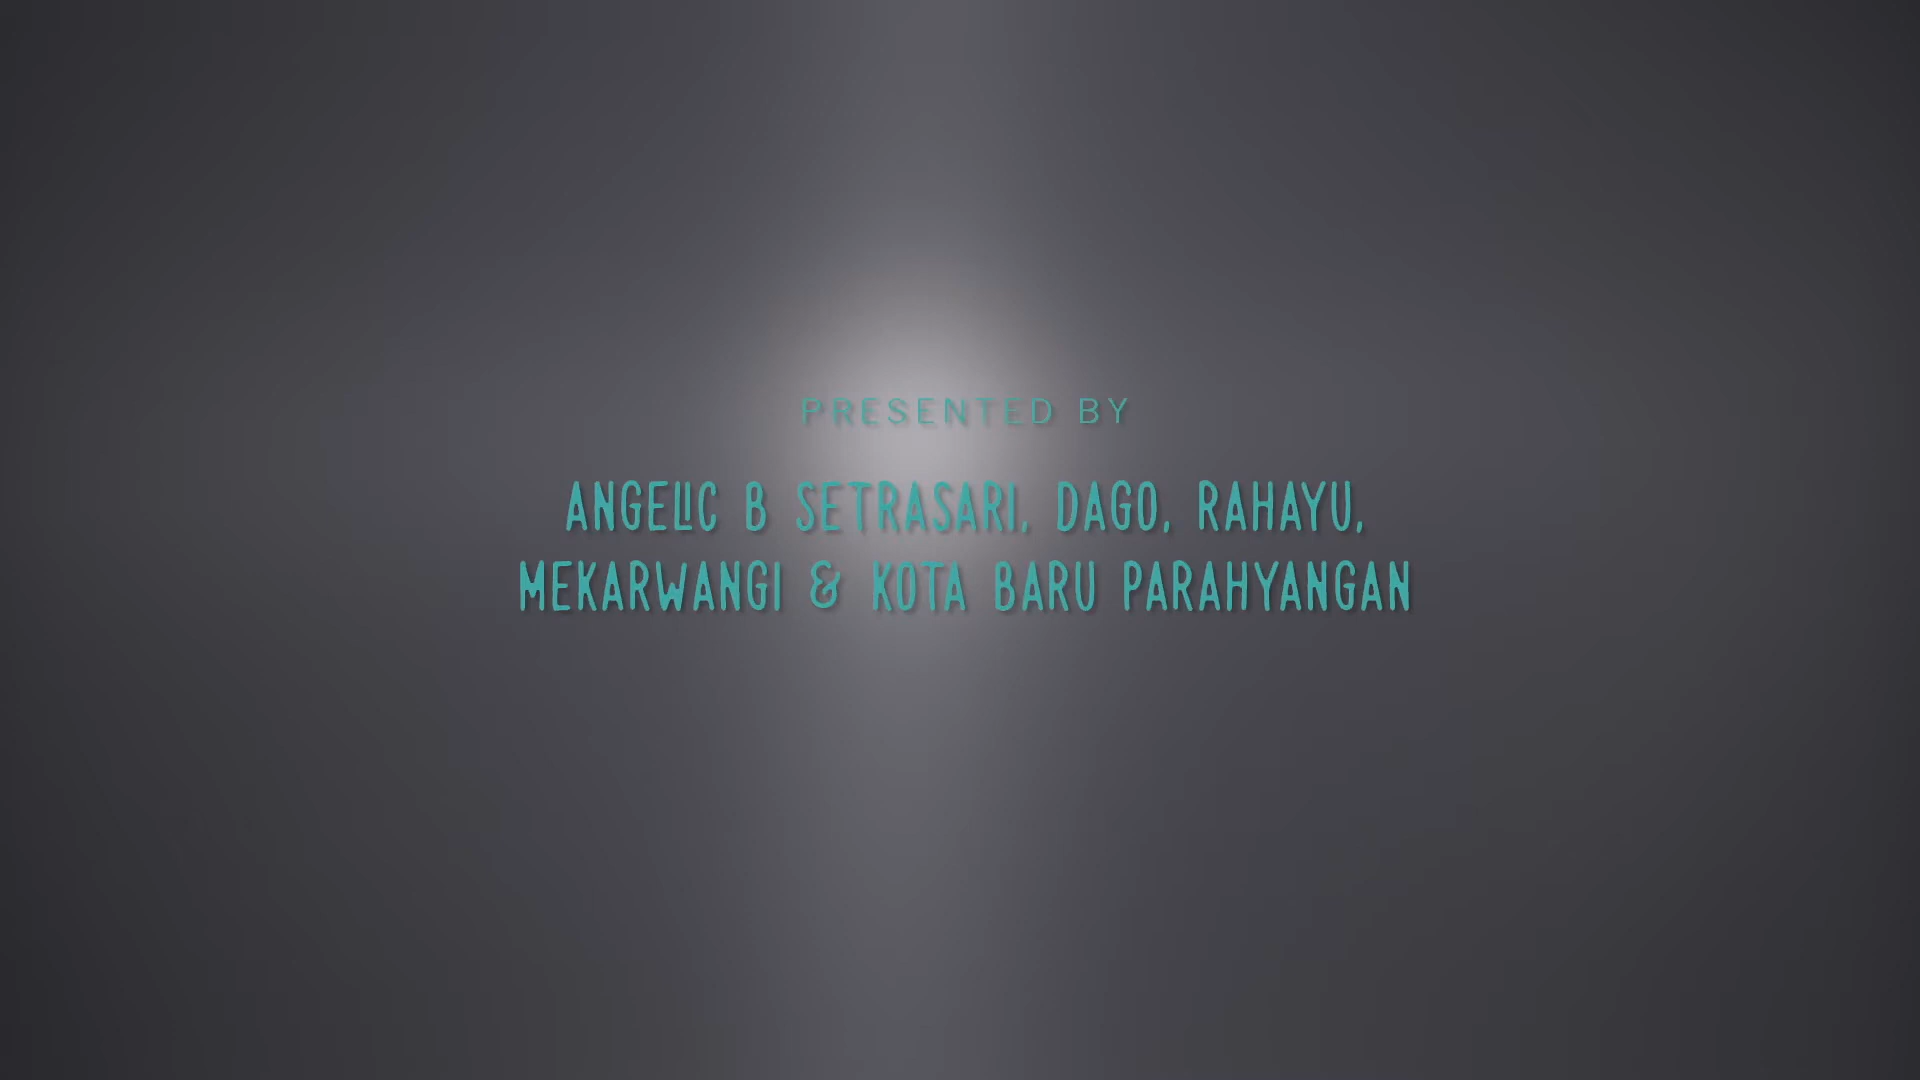 PRESENTED BY
ANGELIC B SETRASARI, DAGO, RAHAYU,
MEKARWANGI & KOTA BARU PARAHYANGAN